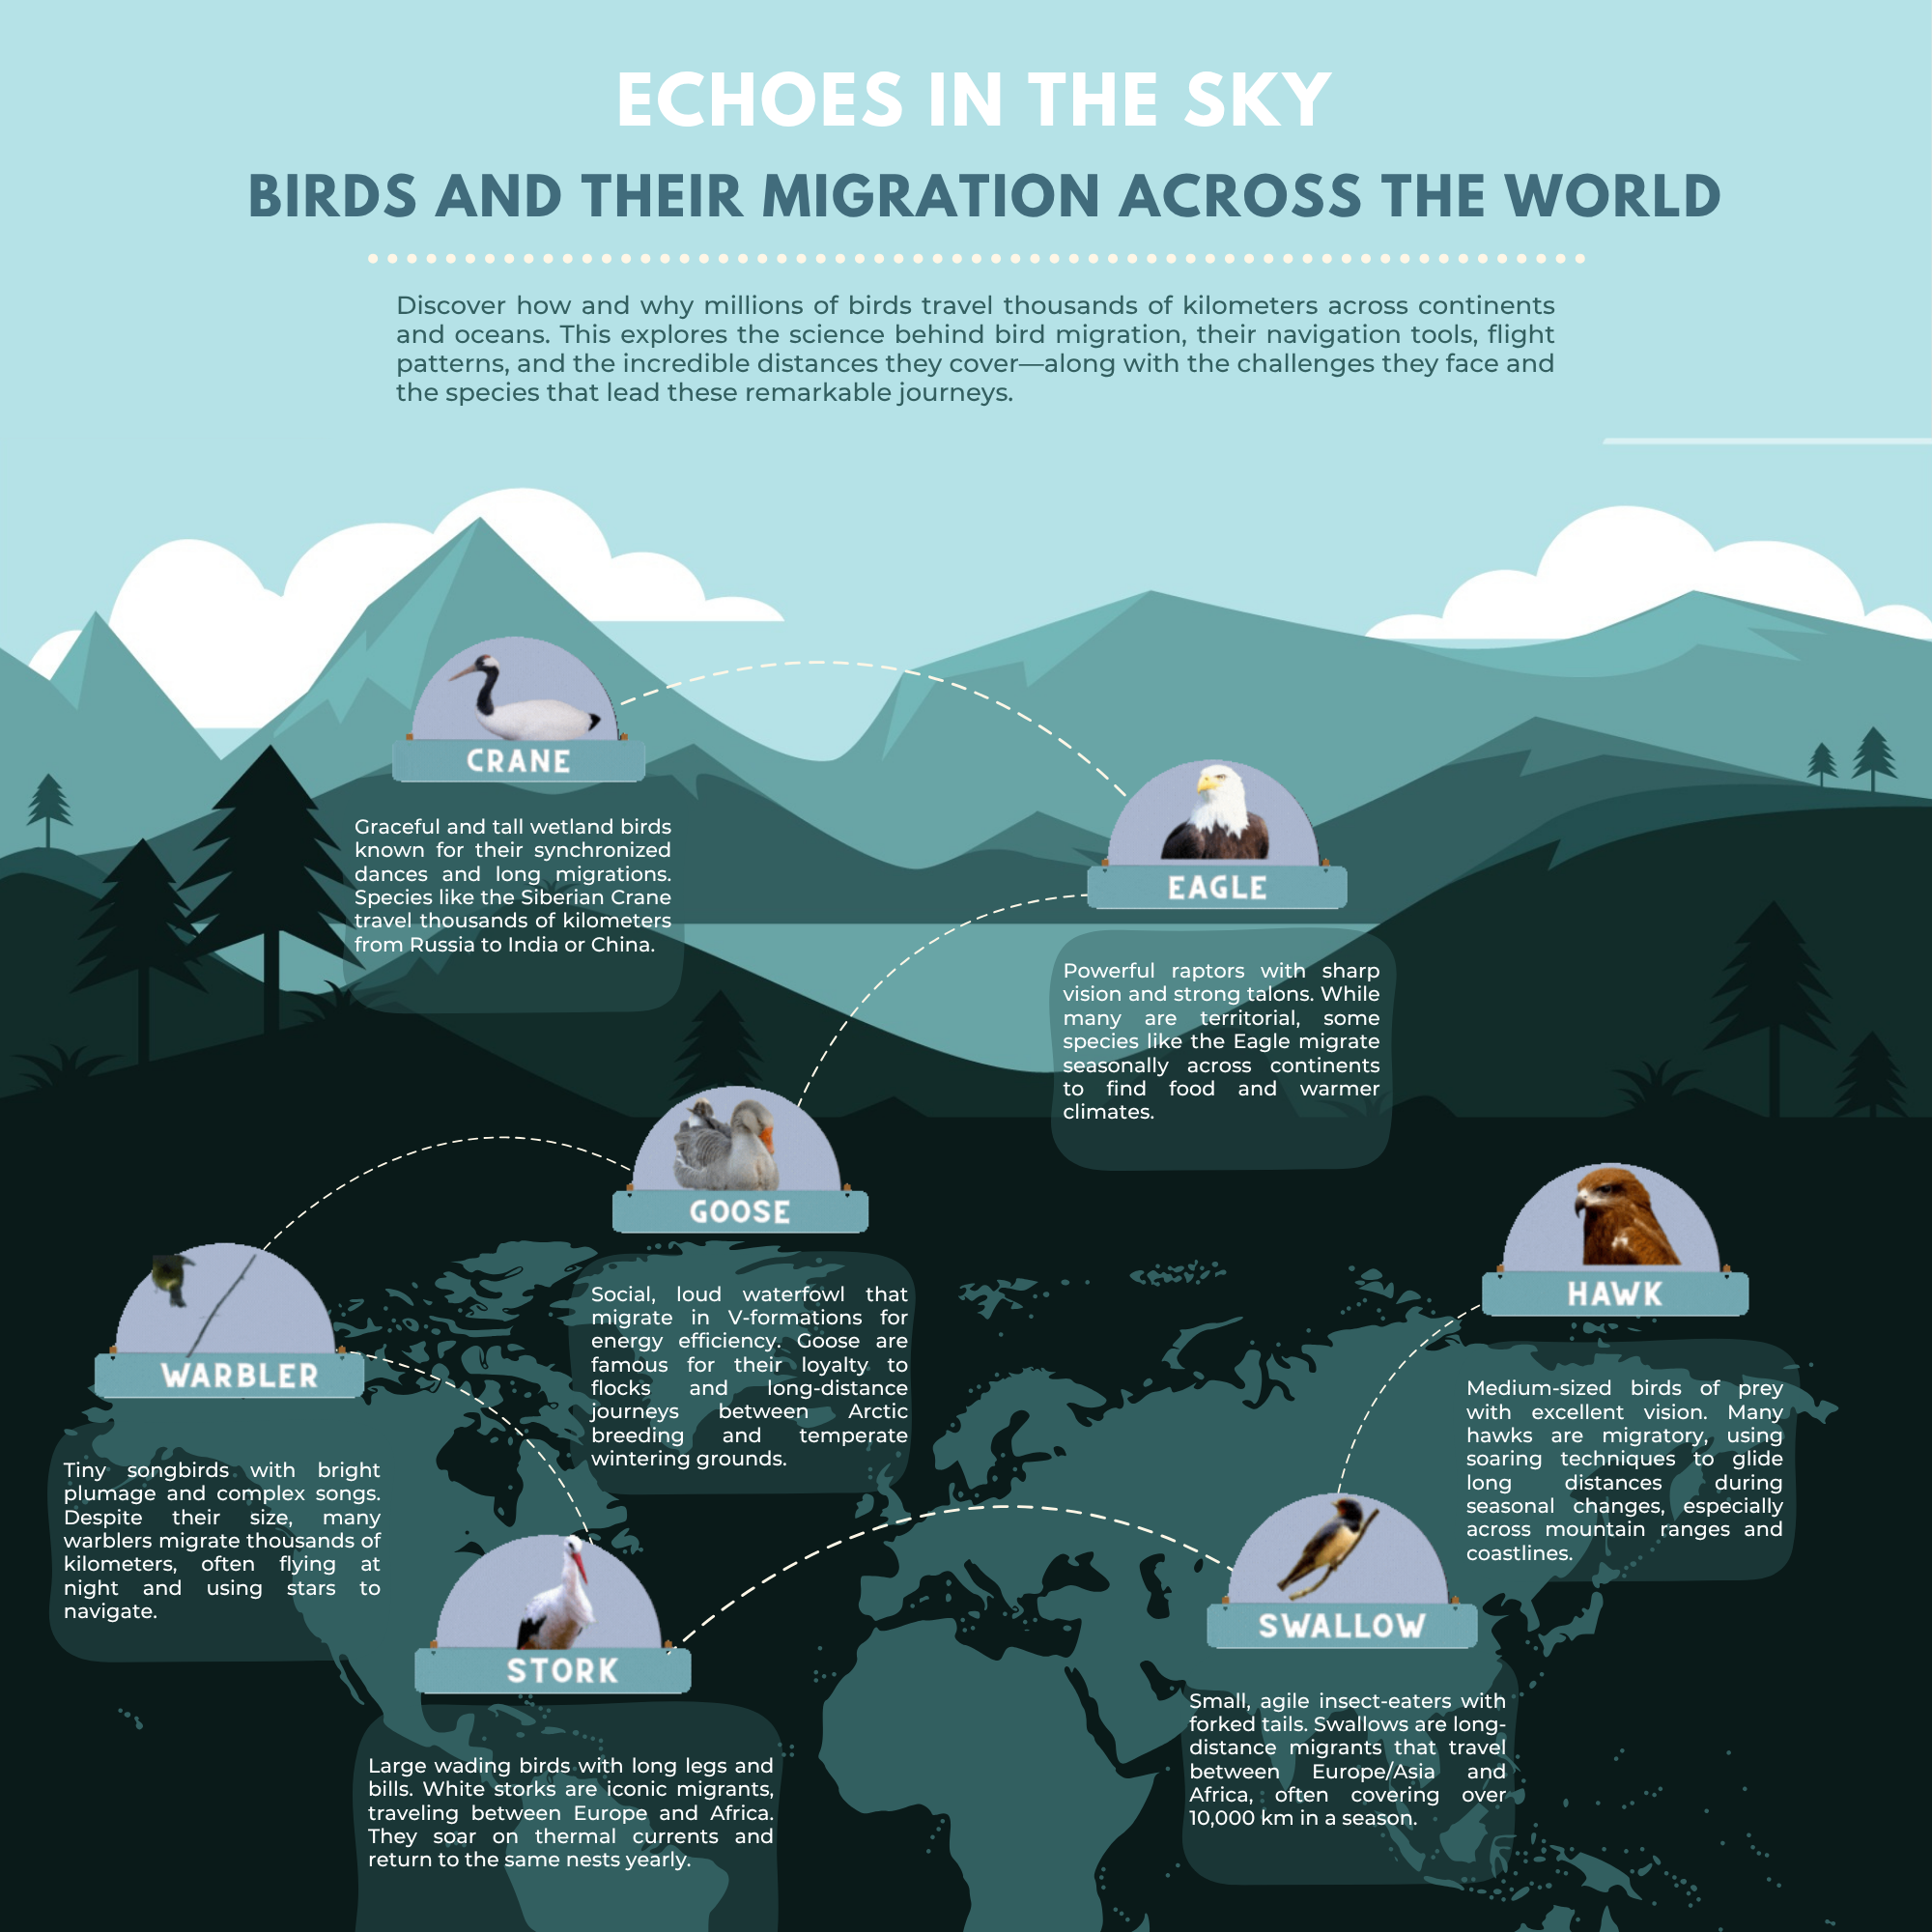 ECHOES IN THE SKY
BIRDS AND THEIR MIGRATION ACROSS THE WORLD
Discover how and why millions of birds travel thousands of kilometers across continents
and oceans. This explores the science behind bird migration, their navigation tools, flight
patterns, and the incredible distances they cover—along with the challenges they face and
the species that lead these remarkable journeys.
CRANE
Graceful and tall wetland birds
known for their synchronized
dances and long migrations.
Species like the Siberian Crane
travel thousands of kilometers
from Russia to India or China.
EAGLE
Powerful raptors with sharp
vision and strong talons. While
many are territorial, some
species like the Eagle migrate
seasonally across continents
to find food and warmer
climates.
GOOSE
Social, loud waterfowl that
migrate in V-formations for
energy efficiency. Goose are
famous for their loyalty to
flocks and long-distance
journeys between Arctic
breeding and temperate
wintering grounds.
WARBLER
Tiny songbirds with bright
plumage and complex songs.
Despite their size, many
warblers migrate thousands of
kilometers, often flying at
night and using stars to
navigate.
STORK
Large wading birds with long legs and
bills. White storks are iconic migrants,
traveling between Europe and Africa.
They soar on thermal currents and
return to the same nests yearly.
SWALLOW
Small, agile insect-eaters with
forked tails. Swallows are long-
distance migrants that travel
between Europe/Asia and
Africa, often covering over
10,000 km in a season.
HAWK
Medium-sized birds of prey
with excellent vision. Many
hawks are migratory, using
soaring techniques to glide
long distances during
seasonal changes, especially
across mountain ranges and
coastlines.